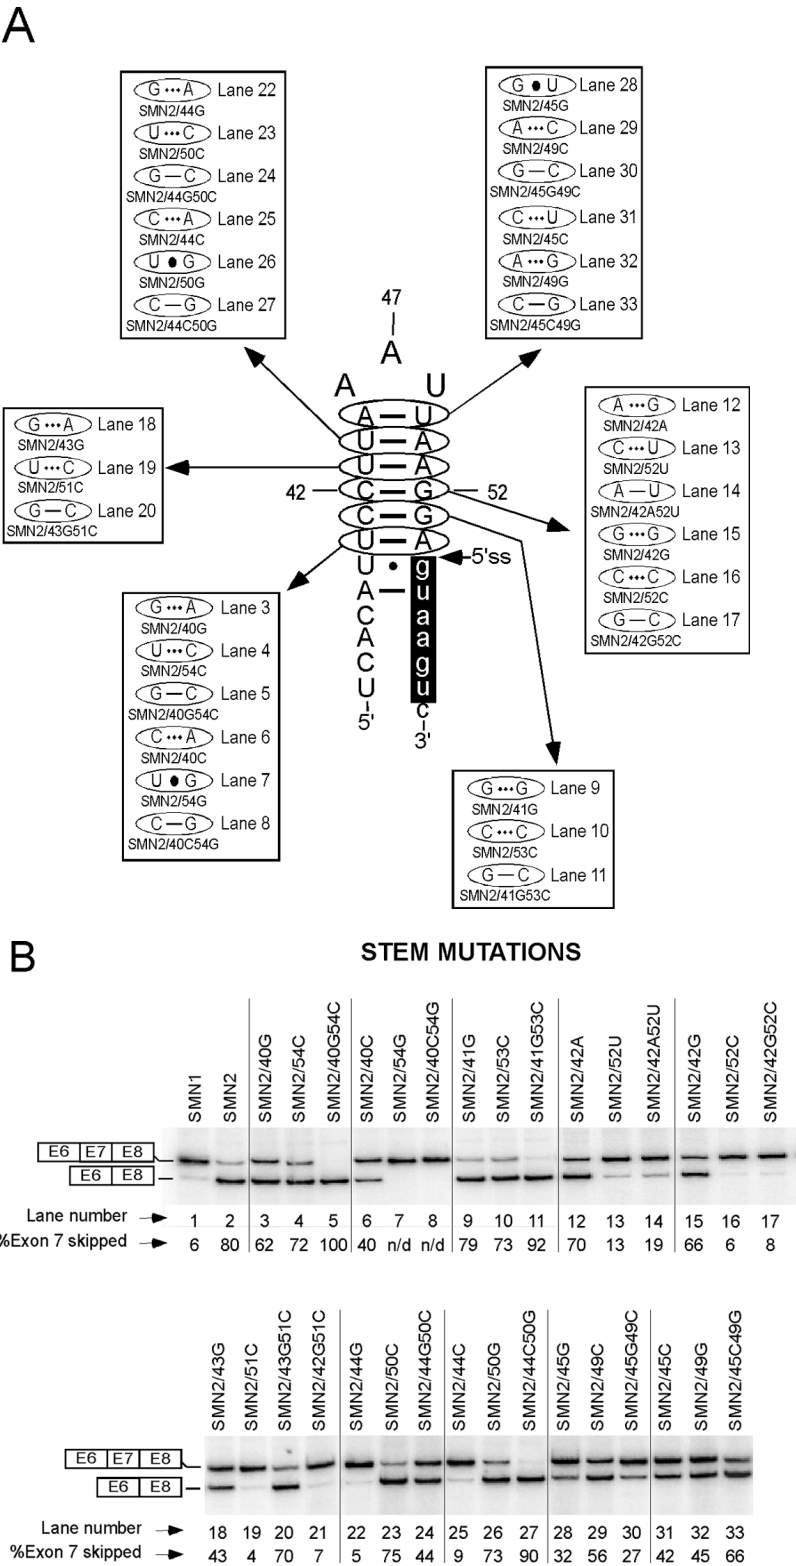 A
G ••• A Lane 22
SMN2/44G
U ••• C Lane 23
SMN2/50C
G — C Lane 24
SMN2/44G50C
C ••• A Lane 25
SMN2/44C
U • G Lane 26
SMN2/50G
C — G Lane 27
SMN2/44C50G
G • U Lane 28
SMN2/45G
A ••• C Lane 29
SMN2/49C
G — C Lane 30
SMN2/45G49C
C ••• U Lane 31
SMN2/45C
A ••• G Lane 32
SMN2/49G
C — G Lane 33
SMN2/45C49G
G ••• A Lane 18
SMN2/43G
U ••• C Lane 19
SMN2/51C
G — C Lane 20
SMN2/43G51C
47
A
A U
A — U
U — A
U — A
42 — C — G — 52
C — G
U — A
5'ss
U • g
A — u
C a
A a
C g
U u
5' c
3'
A ••• G Lane 12
SMN2/42A
C ••• U Lane 13
SMN2/52U
A — U Lane 14
SMN2/42A52U
G ••• G Lane 15
SMN2/42G
C ••• C Lane 16
SMN2/52C
G — C Lane 17
SMN2/42G52C
G ••• A Lane 3
SMN2/40G
U ••• C Lane 4
SMN2/54C
G — C Lane 5
SMN2/40G54C
C ••• A Lane 6
SMN2/40C
U • G Lane 7
SMN2/54G
C — G Lane 8
SMN2/40C54G
G ••• G Lane 9
SMN2/41G
C ••• C Lane 10
SMN2/53C
G — C Lane 11
SMN2/41G53C
B
STEM MUTATIONS
SMN1
SMN2
SMN2/40G
SMN2/54C
SMN2/40G54C
SMN2/40C
SMN2/54G
SMN2/40C54G
SMN2/41G
SMN2/53C
SMN2/41G53C
SMN2/42A
SMN2/52U
SMN2/42A52U
SMN2/42G
SMN2/52C
SMN2/42G52C
E6 E7 E8
E6 E8
Lane number 1 2 3 4 5 6 7 8 9 10 11 12 13 14 15 16 17
%Exon 7 skipped 6 80 62 72 100 40 n/d n/d 79 73 92 70 13 19 66 6 8
SMN2/43G
SMN2/51C
SMN2/43G51C
SMN2/42G51C
SMN2/44G
SMN2/50C
SMN2/44G50C
SMN2/44C
SMN2/50G
SMN2/44C50G
SMN2/45G
SMN2/49C
SMN2/45G49C
SMN2/45C
SMN2/49G
SMN2/45C49G
E6 E7 E8
E6 E8
Lane number 18 19 20 21 22 23 24 25 26 27 28 29 30 31 32 33
%Exon 7 skipped 43 4 70 7 5 75 44 9 73 90 32 56 27 42 45 66